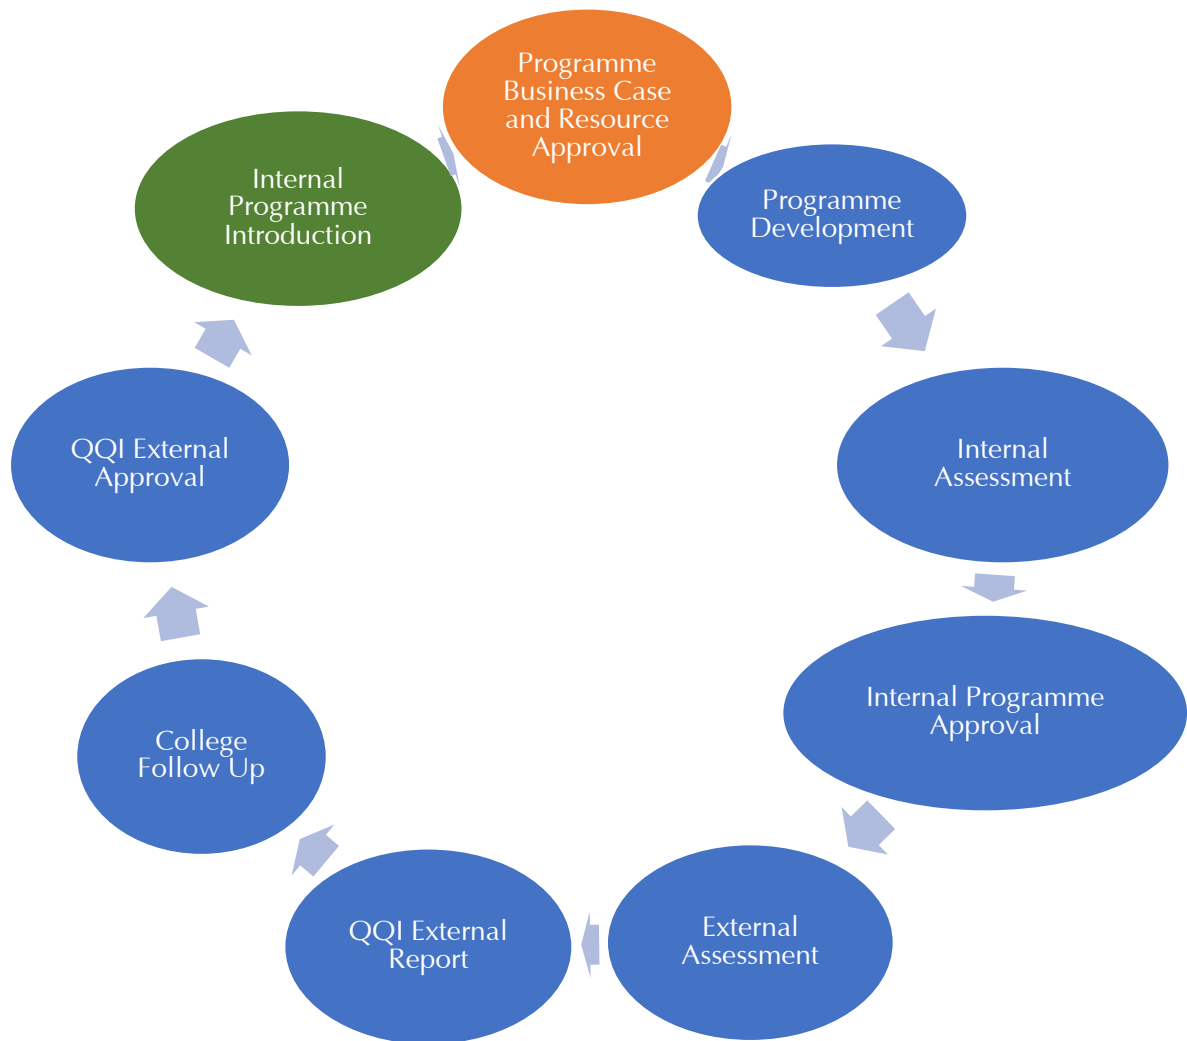 Programme
Business Case
and Resource
Approval
Programme
Development
Internal
Assessment
Internal Programme
Approval
External
Assessment
QQI External
Report
College
Follow Up
QQI External
Approval
Internal
Programme
Introduction